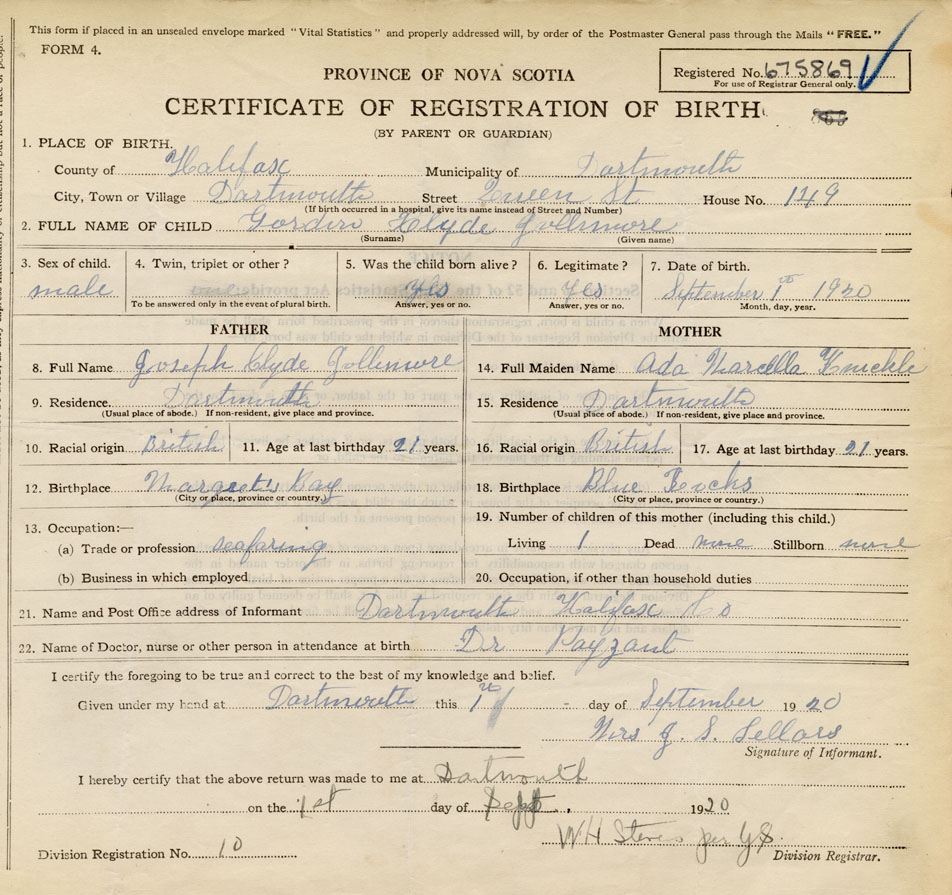 This form if placed in an unsealed envelope marked "Vital Statistics" and properly addressed will, by order of the Postmaster General pass through the Mails "FREE."
FORM 4.
Registered No. 675869
For use of Registrar General only.
PROVINCE OF NOVA SCOTIA
CERTIFICATE OF REGISTRATION OF BIRTH
(BY PARENT OR GUARDIAN)
1. PLACE OF BIRTH.
County of Halifax Municipality of Dartmouth
City, Town or Village Dartmouth Street Queen St House No. 149
(If birth occurred in a hospital, give its name instead of Street and Number)
2. FULL NAME OF CHILD Gordon Clyde Gollimore
(Surname) (Given name)
3. Sex of child. 4. Twin, triplet or other? 5. Was the child born alive? 6. Legitimate? 7. Date of birth.
male Yes Yes September 1st 1920
To be answered only in the event of plural birth. Answer, yes or no. Answer, yes or no. Month, day, year.
FATHER MOTHER
8. Full Name Joseph Clyde Gollimore 14. Full Maiden Name Ada Marcella
9. Residence. Dartmouth 15. Residence Dartmouth
(Usual place of abode.) If non-resident, give place and province. (Usual place of abode.) If non-resident, give place and province.
10. Racial origin British 11. Age at last birthday 21 years. 16. Racial origin British 17. Age at last birthday 21 years.
12. Birthplace Margrets Bay 18. Birthplace Blue
(City or place, province or country.) (City or place, province or country.)
13. Occupation:— 19. Number of children of this mother (including this child.)
(a) Trade or profession seafaring Living 1 Dead none Stillborn none
(b) Business in which employed 20. Occupation, if other than household duties
21. Name and Post Office address of Informant Dartmouth Halifax Co
22. Name of Doctor, nurse or other person in attendance at birth Dr Payzant
I certify the foregoing to be true and correct to the best of my knowledge and belief.
Given under my hand at Dartmouth this 1st day of September 1920
Mrs J. S. Sellars
Signature of Informant.
I hereby certify that the above return was made to me at Dartmouth
on the 1st day of Sept, 1920
W H Stevens per
Division Registration No. 10 Division Registrar.